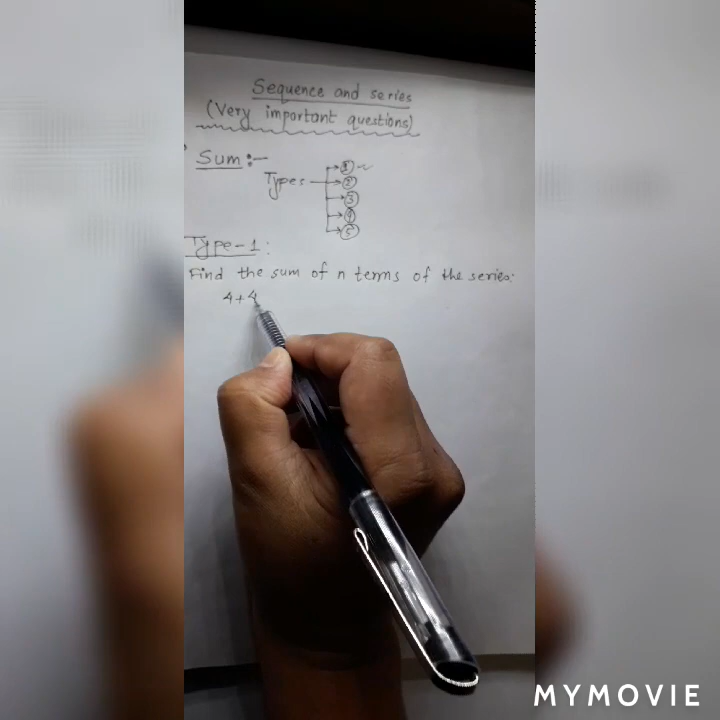 Sequence and series
(Very important questions)
Sum:-
Types
1
2
3
4
5
Type-1:
Find the sum of n terms of the series:
4+4
MYMOVIE